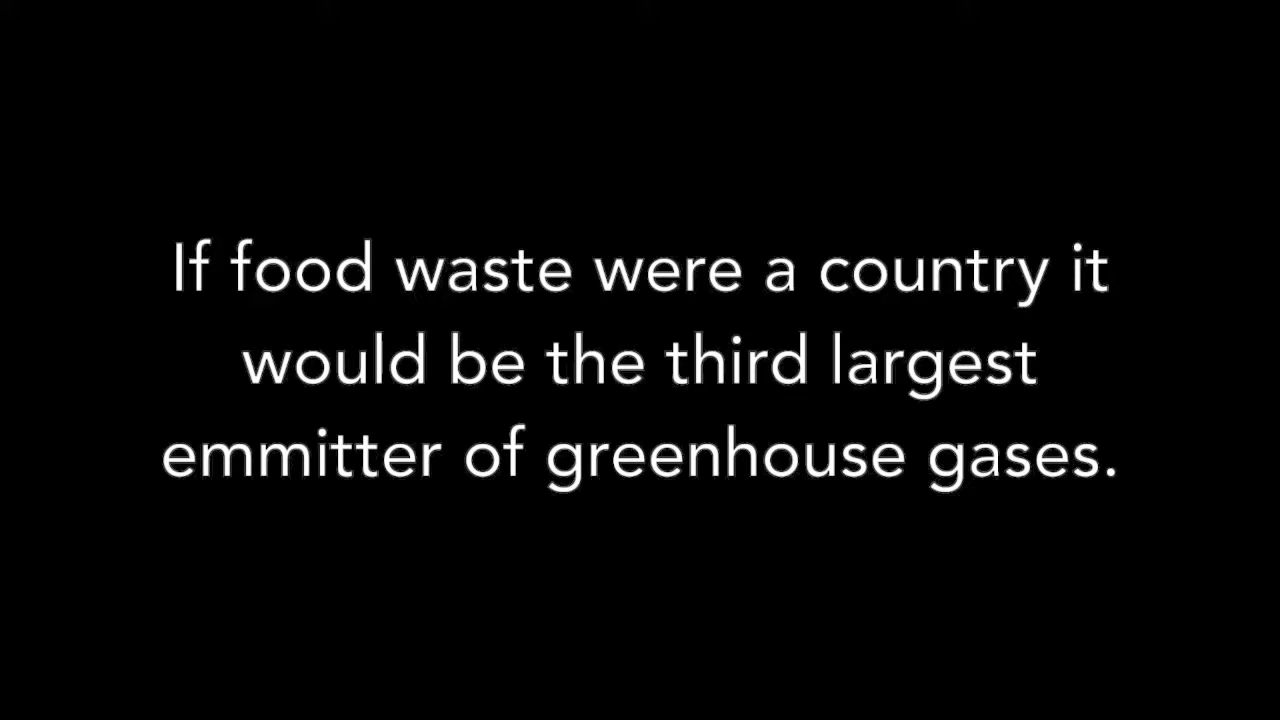 If food waste were a country it
would be the third largest
emmitter of greenhouse gases.